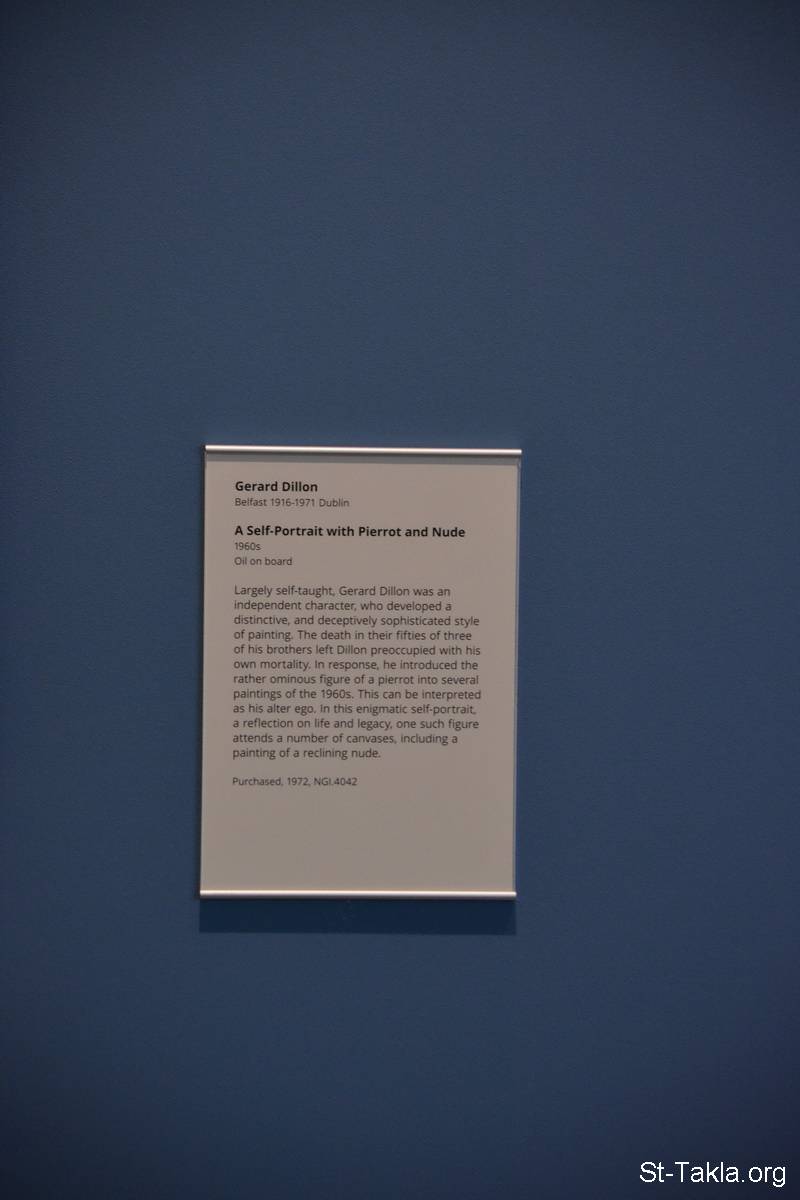 Gerard Dillon
Belfast 1916-1971 Dublin
A Self-Portrait with Pierrot and Nude
1960s
Oil on board
Largely self-taught, Gerard Dillon was an
independent character, who developed a
distinctive, and deceptively sophisticated style
of painting. The death in their fifties of three
of his brothers left Dillon preoccupied with his
own mortality. In response, he introduced the
rather ominous figure of a pierrot into several
paintings of the 1960s. This can be interpreted
as his alter ego. In this enigmatic self-portrait,
a reflection on life and legacy, one such figure
attends a number of canvases, including a
painting of a reclining nude.
Purchased, 1972, NGI.4042
St-Takla.org